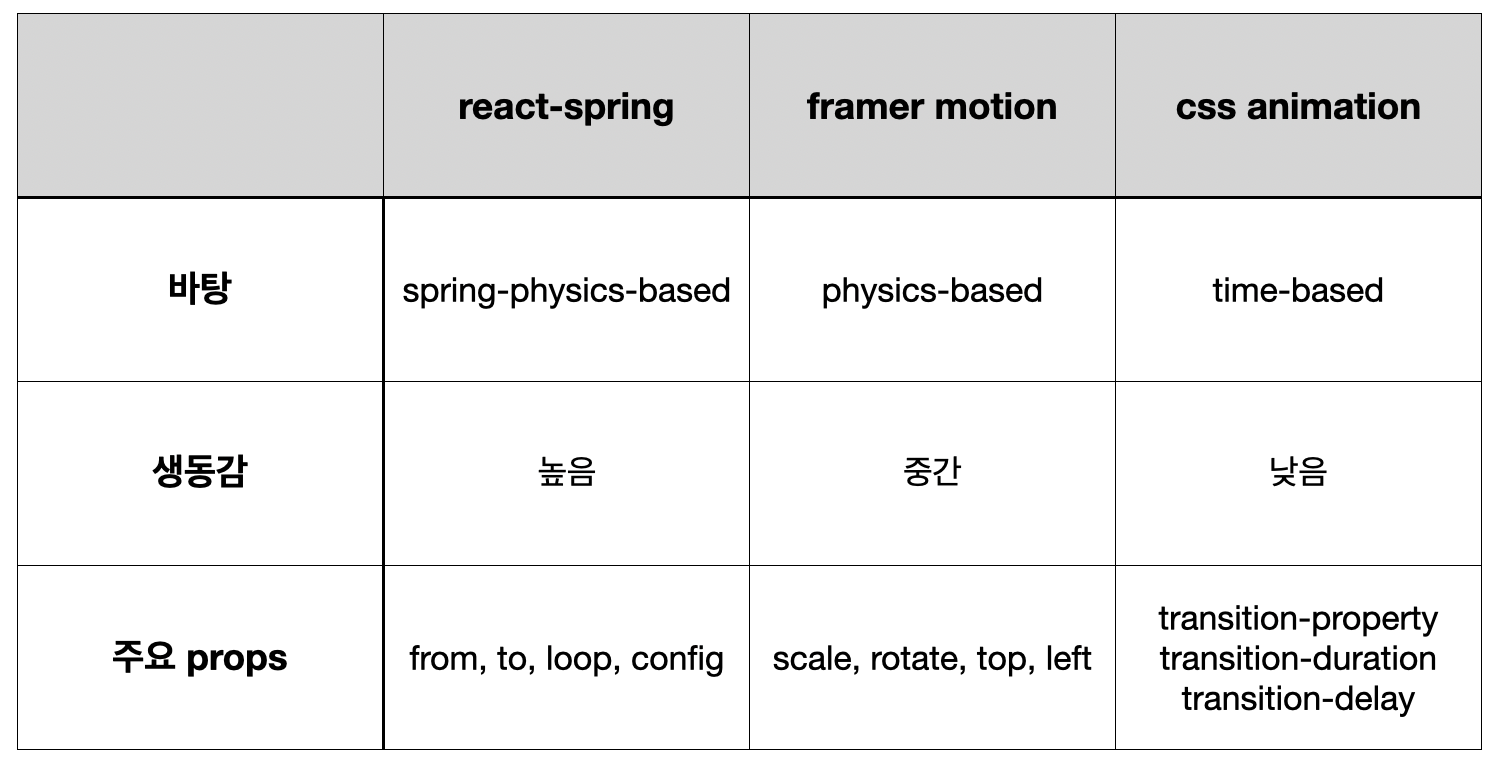 react-spring framer motion css animation
바탕 spring-physics-based physics-based time-based
생동감 높음 중간 낮음
주요 props from, to, loop, config scale, rotate, top, left transition-property
transition-duration
transition-delay